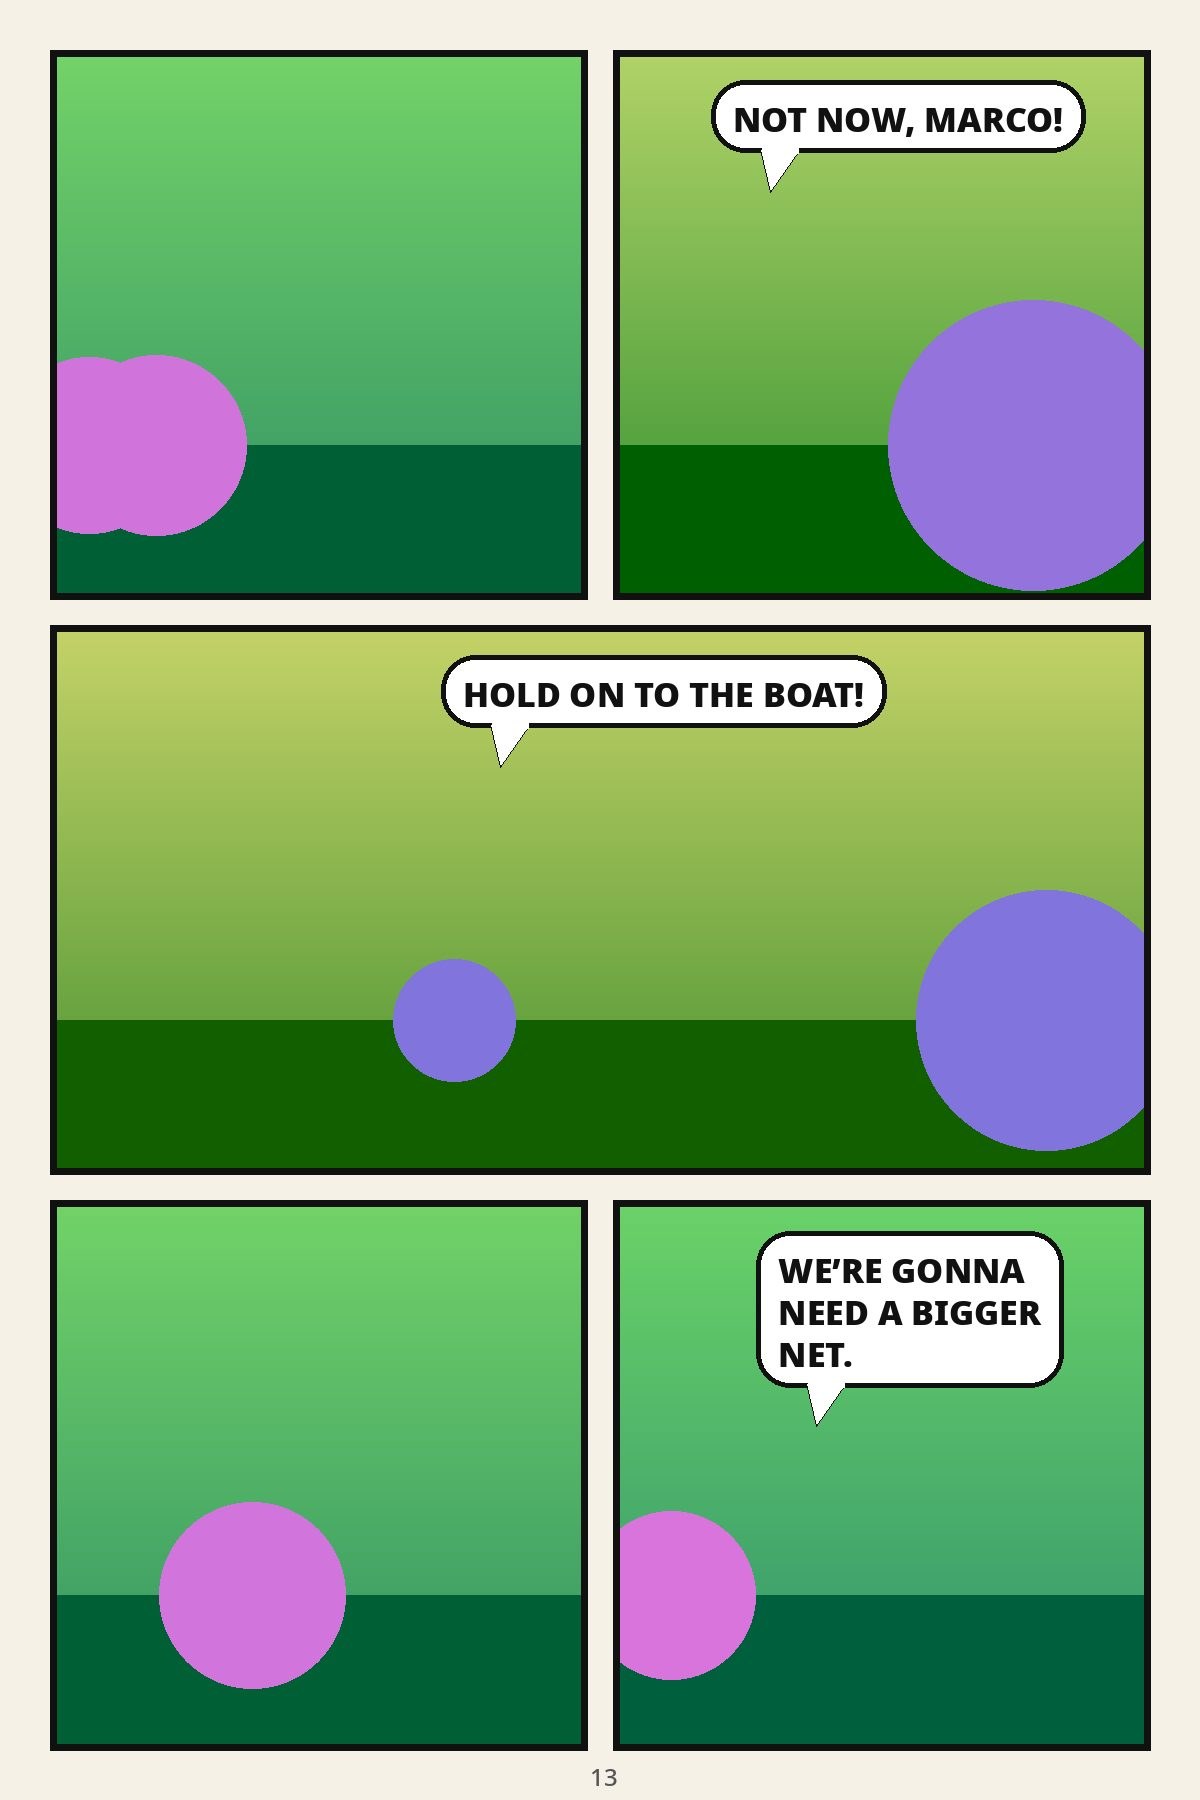 NOT NOW, MARCO!
HOLD ON TO THE BOAT!
WE’RE GONNA
NEED A BIGGER
NET.
13